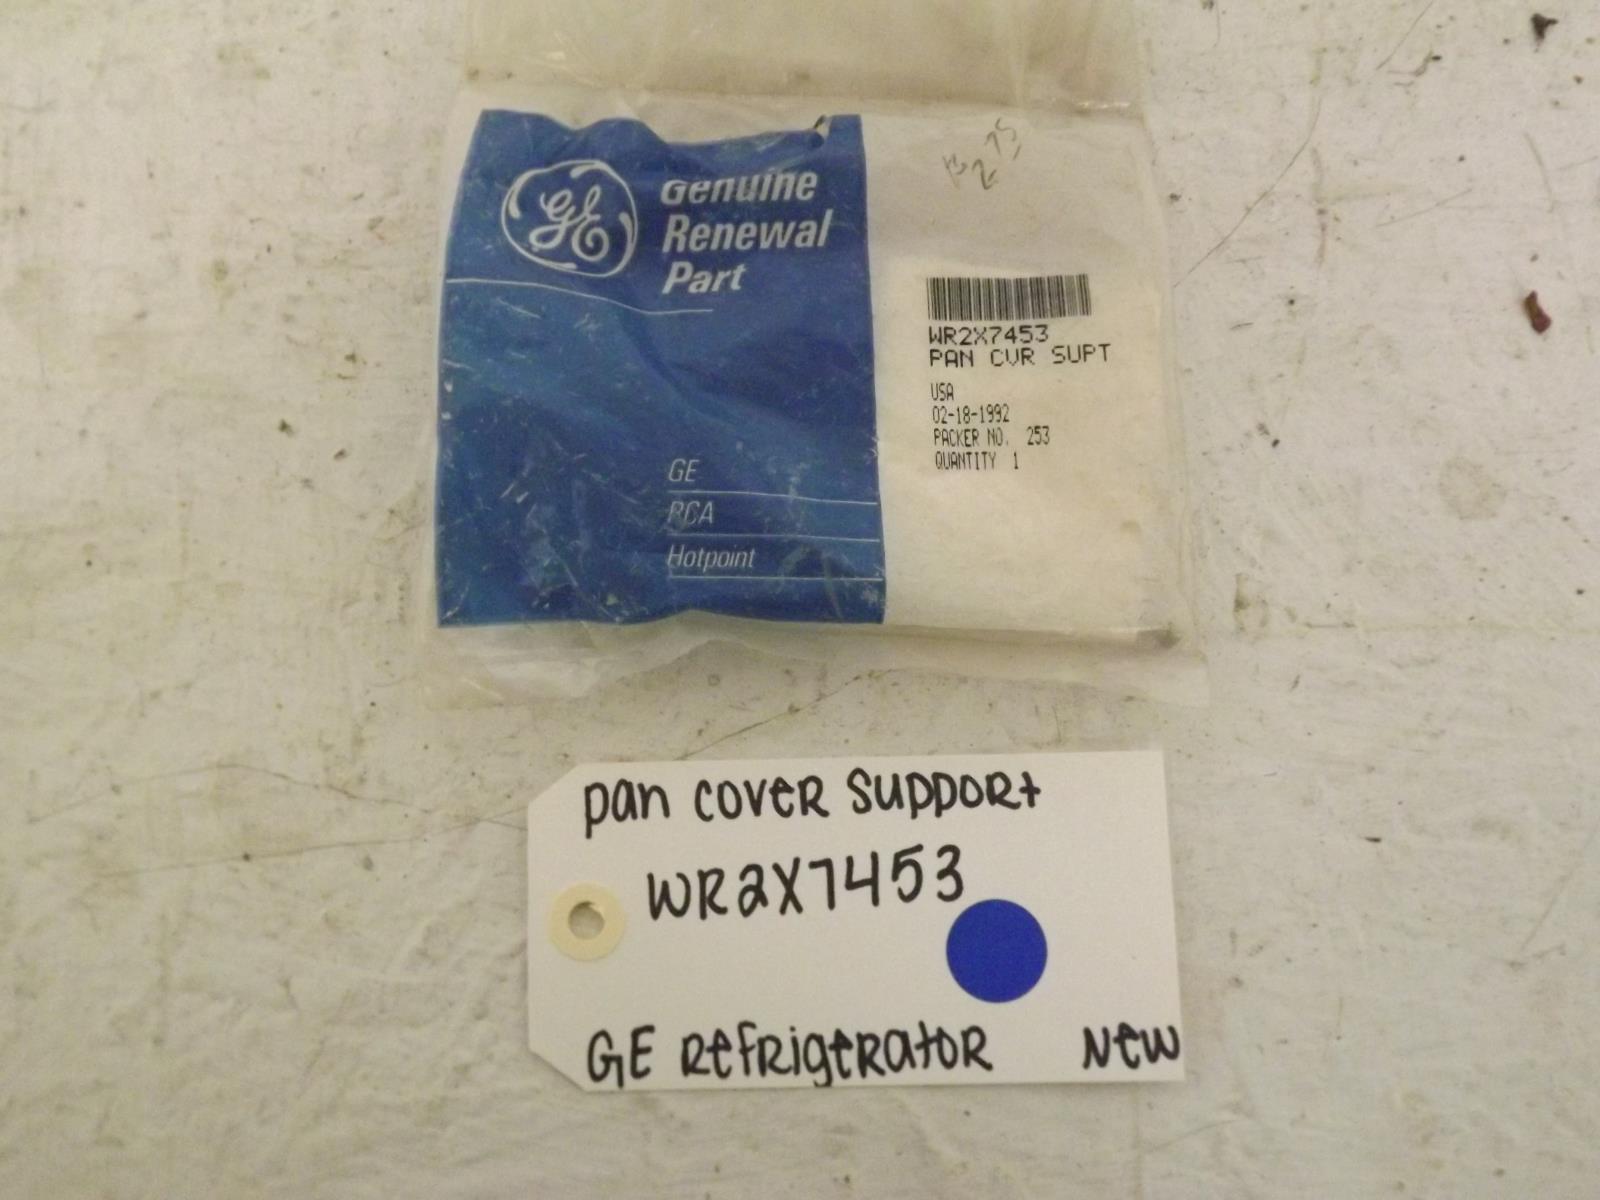 GE
Genuine
Renewal
Part
GE
RCA
Hotpoint
WR2X7453
PAN CVR SUPT
USA
02-18-1992
PACKER NO. 253
QUANTITY 1
pan cover support
WR2X7453
GE refrigerator New